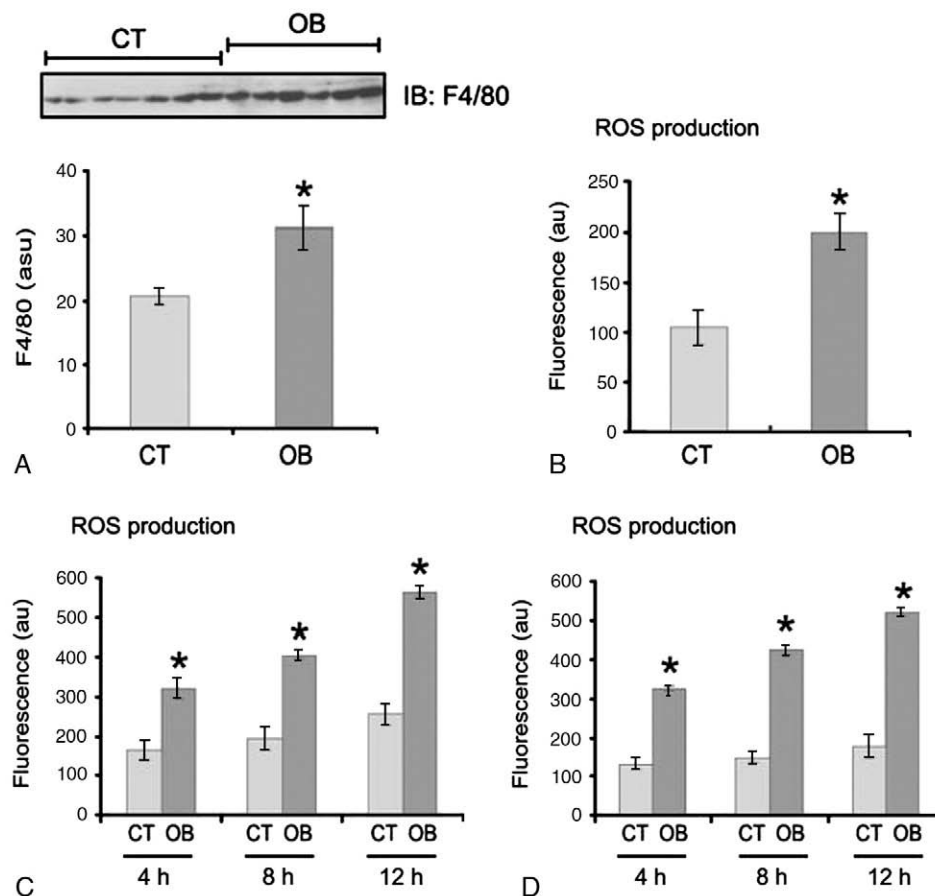 CT OB
IB: F4/80
F4/80 (asu)
40
30
20
10
0
*
CT OB
A
ROS production
Fluorescence (au)
250
200
150
100
50
0
*
CT OB
B
ROS production
Fluorescence (au)
600
500
400
300
200
100
0
* * *
CT OB CT OB CT OB
4 h 8 h 12 h
C
ROS production
Fluorescence (au)
600
500
400
300
200
100
0
* * *
CT OB CT OB CT OB
4 h 8 h 12 h
D